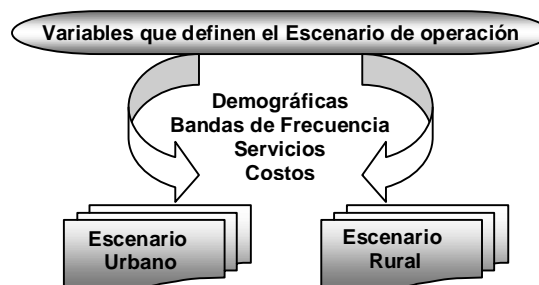 Variables que definen el Escenario de operación
Demográficas
Bandas de Frecuencia
Servicios
Costos
Escenario
Urbano
Escenario
Rural